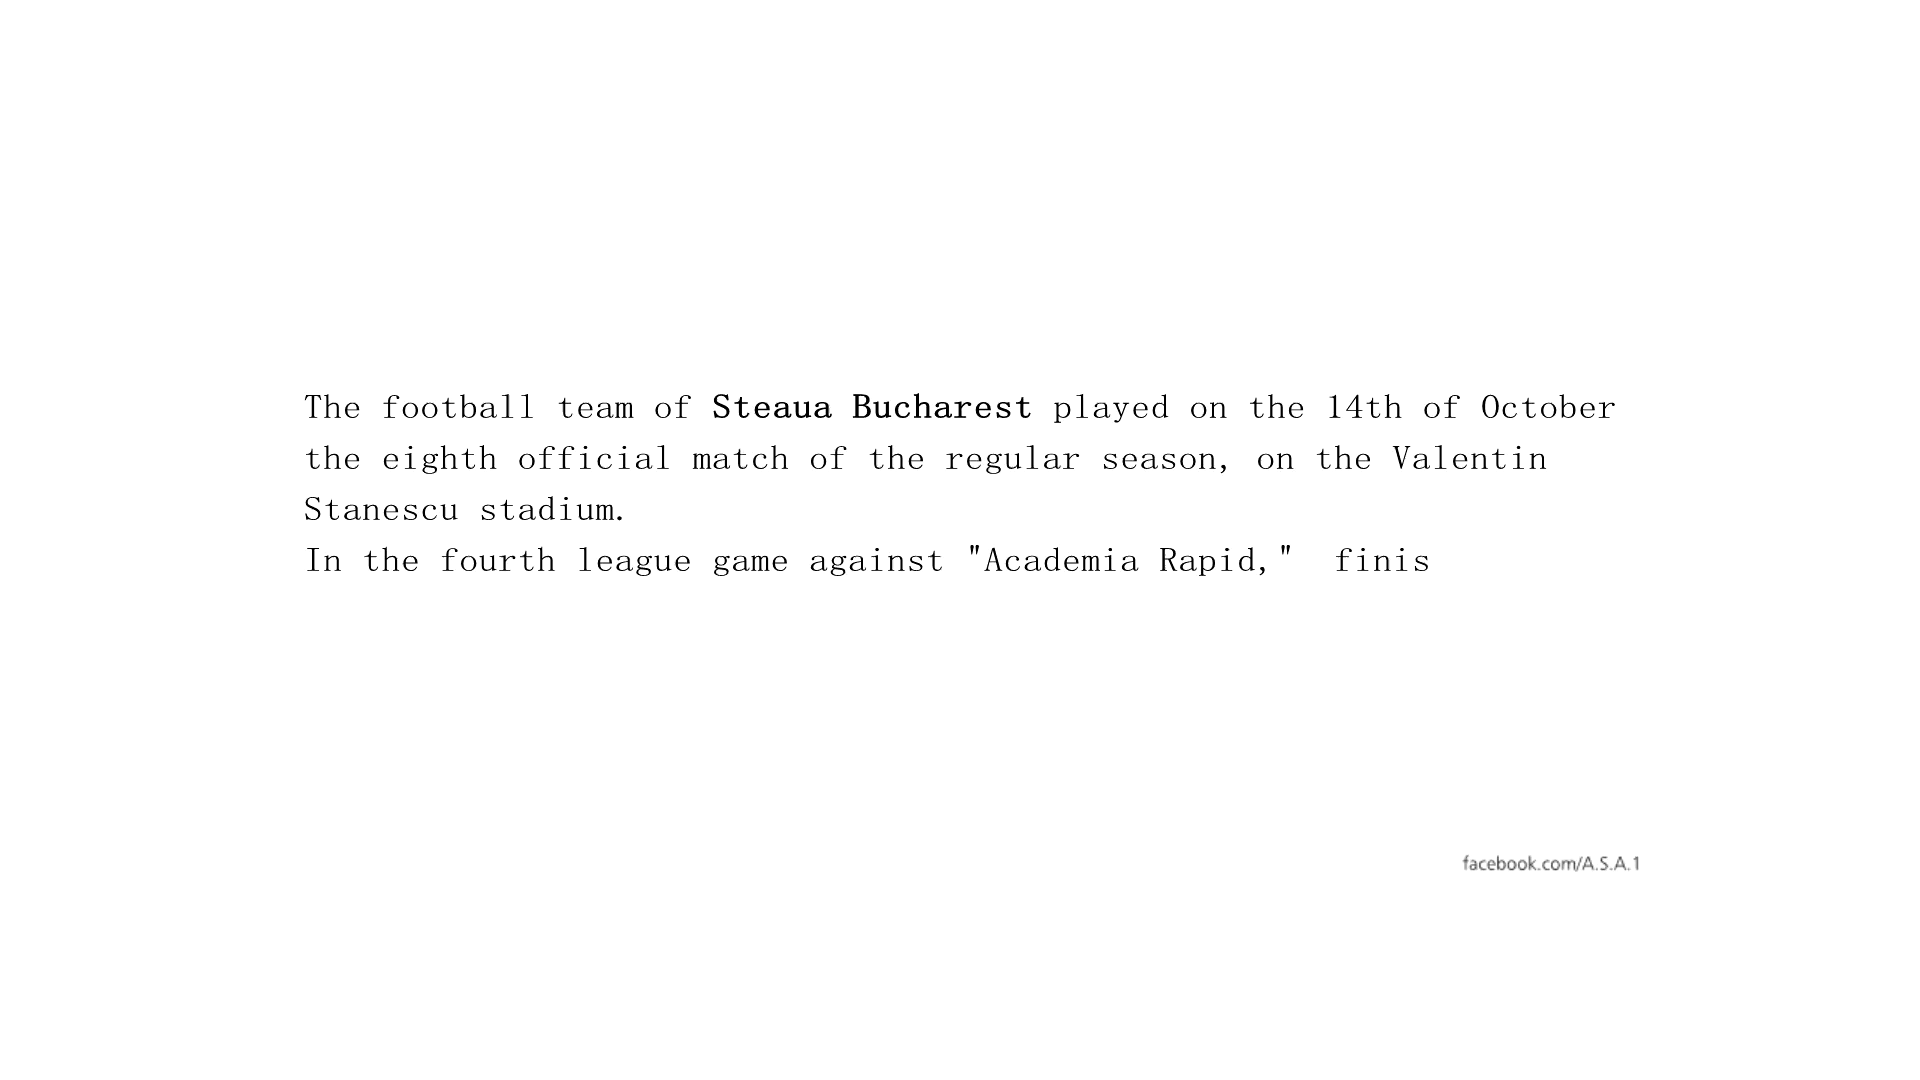 The football team of Steaua Bucharest played on the 14th of October
the eighth official match of the regular season, on the Valentin
Stanescu stadium.
In the fourth league game against "Academia Rapid,"  finis
facebook.com/A.S.A.1